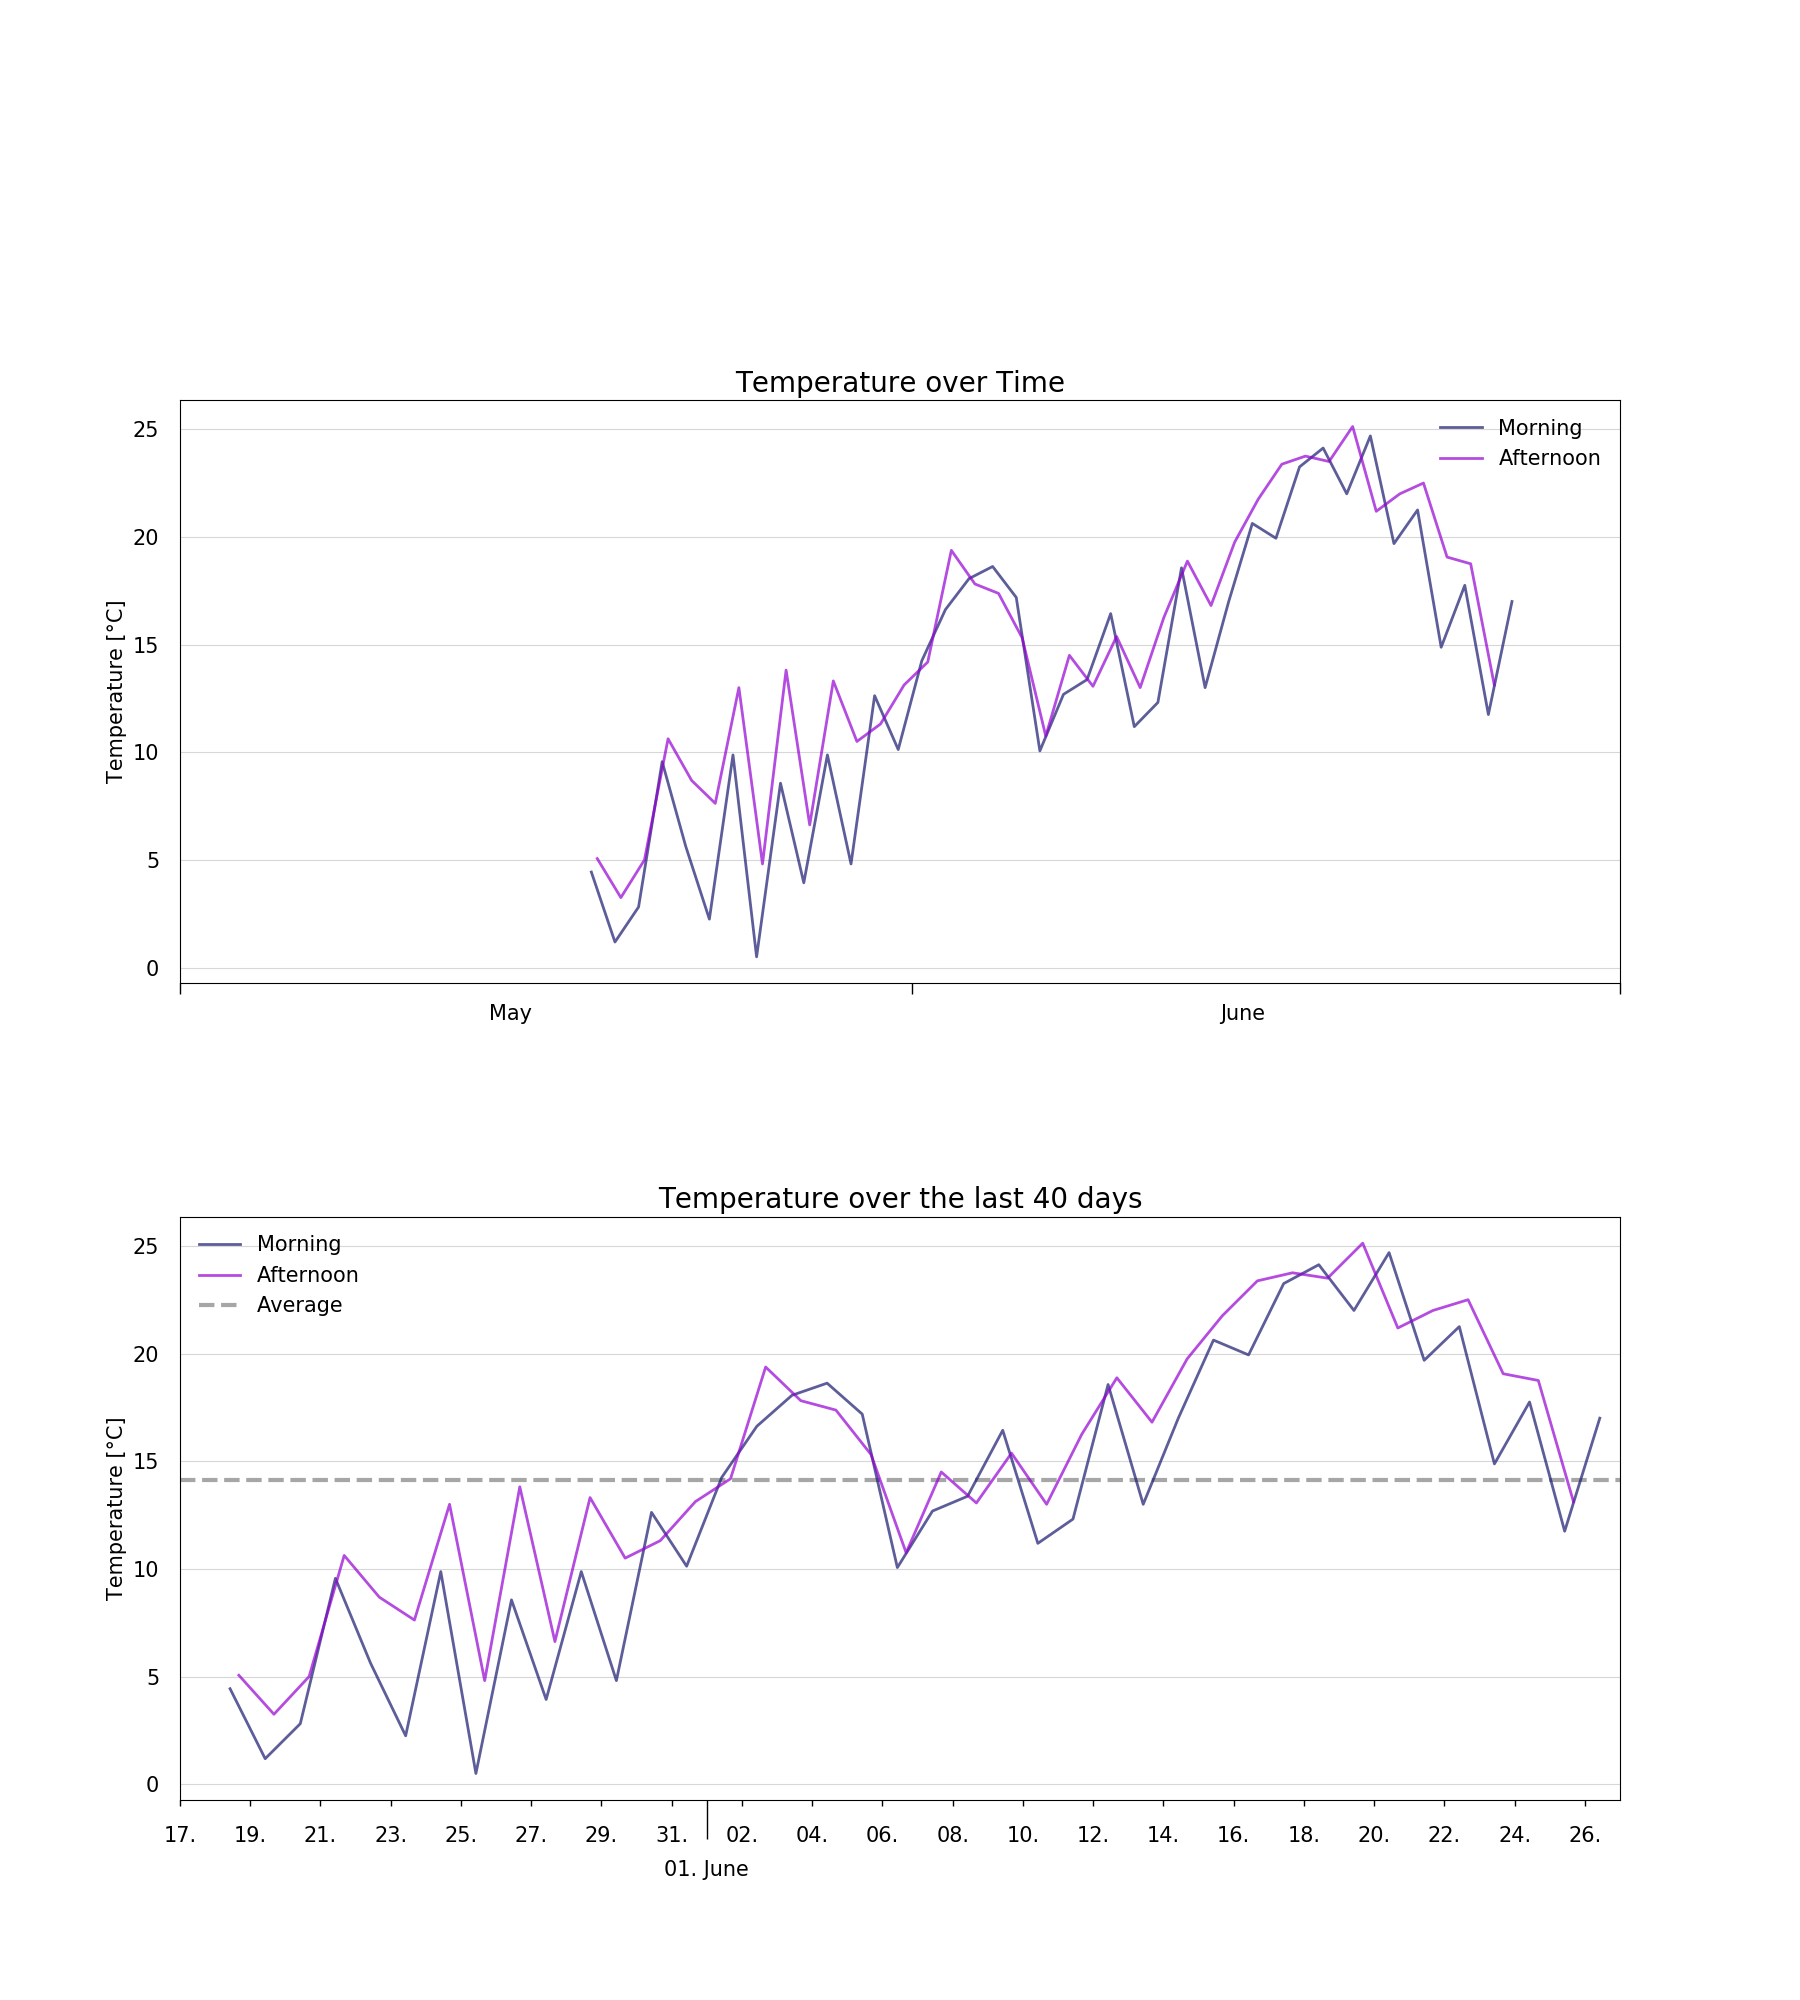 Temperature over Time
Temperature [°C]
25
20
15
10
5
0
Morning
Afternoon
May June
Temperature over the last 40 days
Temperature [°C]
25
20
15
10
5
0
Morning
Afternoon
Average
17. 19. 21. 23. 25. 27. 29. 31. 02. 04. 06. 08. 10. 12. 14. 16. 18. 20. 22. 24. 26.
01. June